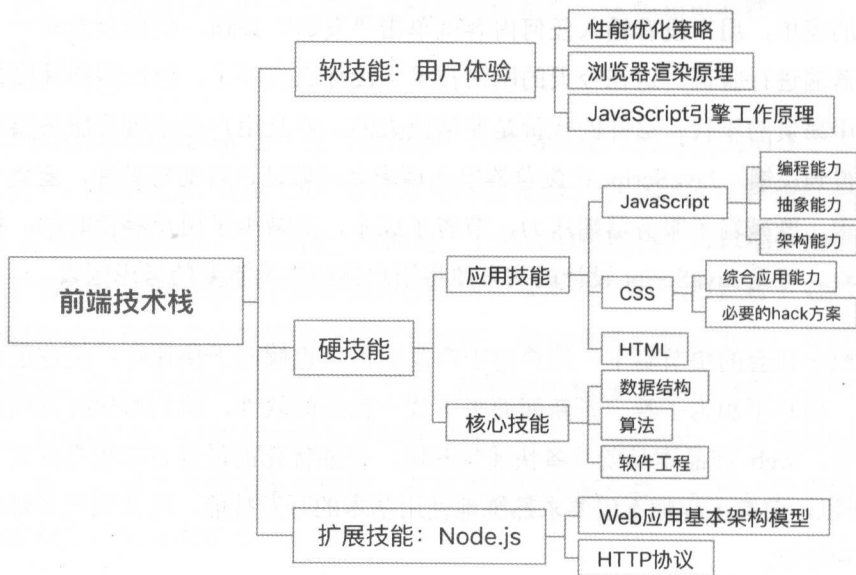 前端技术栈
软技能：用户体验
性能优化策略
浏览器渲染原理
JavaScript引擎工作原理
硬技能
应用技能
JavaScript
编程能力
抽象能力
架构能力
CSS
综合应用能力
必要的hack方案
HTML
核心技能
数据结构
算法
软件工程
扩展技能：Node.js
Web应用基本架构模型
HTTP协议